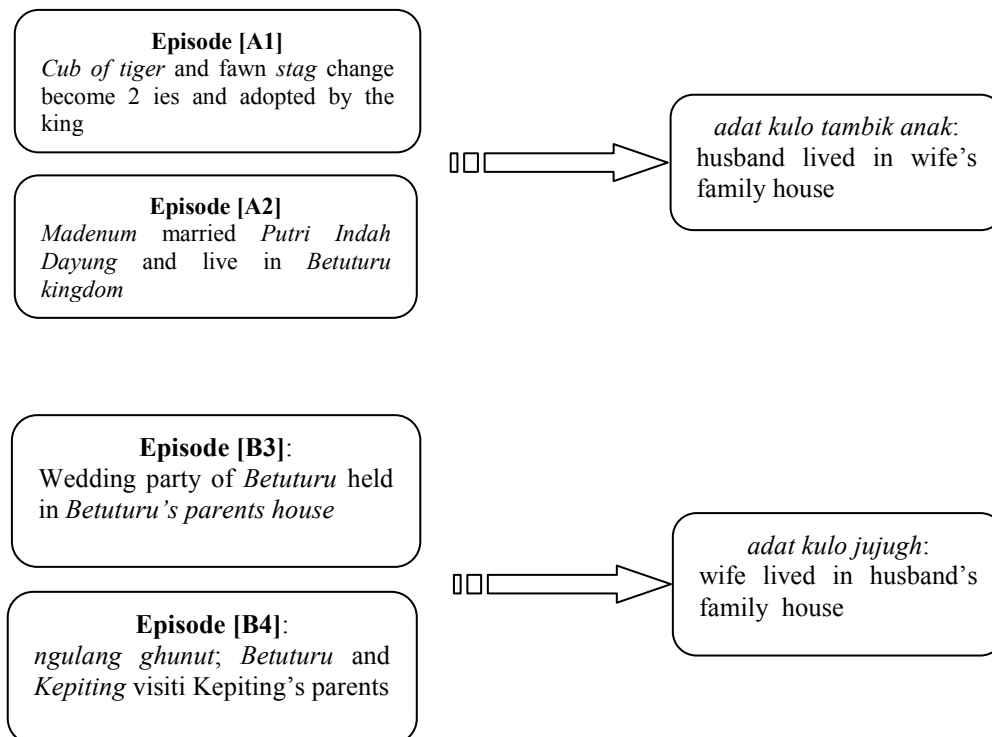 Episode [A1]
Cub of tiger and fawn stag change
become 2 ies and adopted by the
king
adat kulo tambik anak:
husband lived in wife's
family house
Episode [A2]
Madenum married Putri Indah
Dayung and live in Betuturu
kingdom
Episode [B3]:
Wedding party of Betuturu held
in Betuturu's parents house
adat kulo jujugh:
wife lived in husband's
family house
Episode [B4]:
ngulang ghunut; Betuturu and
Kepiting visiti Kepiting's parents